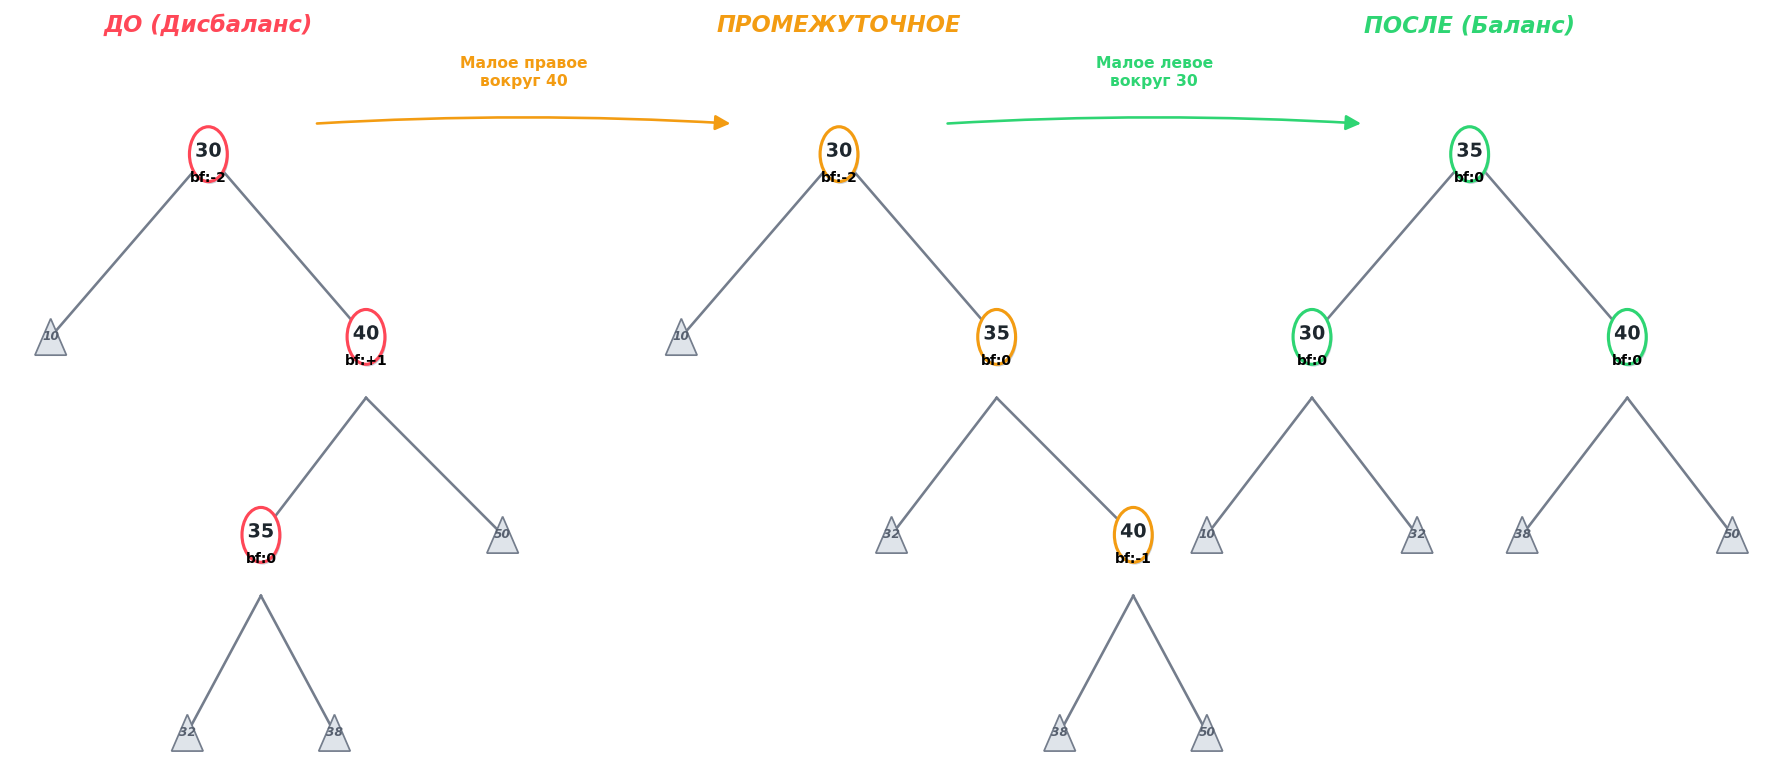 ДО (Дисбаланс)
ПРОМЕЖУТОЧНОЕ
ПОСЛЕ (Баланс)
Малое правое
вокруг 40
Малое левое
вокруг 30
30
bf:-2
10
40
bf:+1
35
bf:0
50
32
38
30
bf:-2
10
35
bf:0
32
40
bf:-1
38
50
35
bf:0
30
bf:0
40
bf:0
10
32
38
50